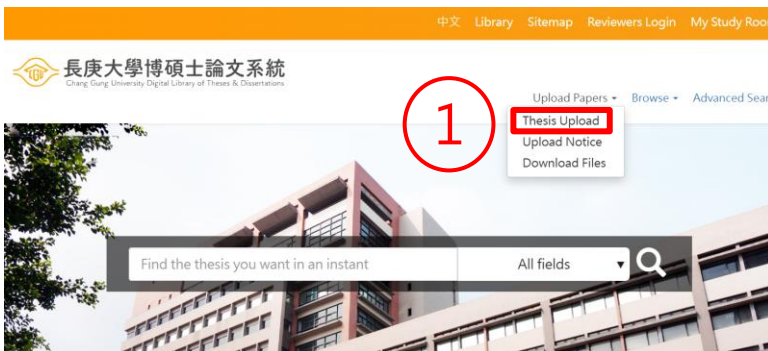 中文 Library Sitemap Reviewers Login My Study Roo
長庚大學博碩士論文系統
Chang Gung University Digital Library of Theses & Dissertations
Upload Papers Browse Advanced Sear
1
Thesis Upload
Upload Notice
Download Files
Find the thesis you want in an instant All fields